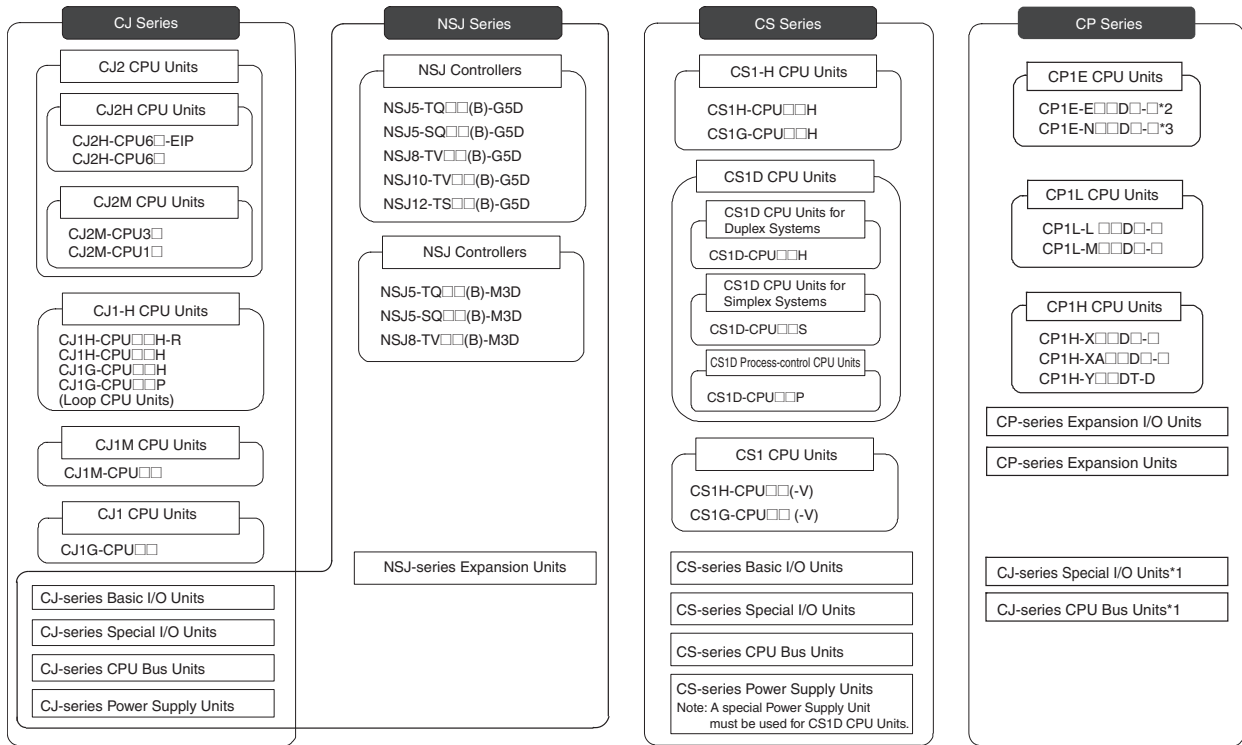 CJ Series
CJ2 CPU Units
CJ2H CPU Units
CJ2H-CPU6□-EIP
CJ2H-CPU6□
CJ2M CPU Units
CJ2M-CPU3□
CJ2M-CPU1□
CJ1-H CPU Units
CJ1H-CPU□□H-R
CJ1H-CPU□□H
CJ1G-CPU□□H
CJ1G-CPU□□P
(Loop CPU Units)
CJ1M CPU Units
CJ1M-CPU□□
CJ1 CPU Units
CJ1G-CPU□□
CJ-series Basic I/O Units
CJ-series Special I/O Units
CJ-series CPU Bus Units
CJ-series Power Supply Units
NSJ Series
NSJ Controllers
NSJ5-TQ□□(B)-G5D
NSJ5-SQ□□(B)-G5D
NSJ8-TV□□(B)-G5D
NSJ10-TV□□(B)-G5D
NSJ12-TS□□(B)-G5D
NSJ Controllers
NSJ5-TQ□□(B)-M3D
NSJ5-SQ□□(B)-M3D
NSJ8-TV□□(B)-M3D
NSJ-series Expansion Units
CS Series
CS1-H CPU Units
CS1H-CPU□□H
CS1G-CPU□□H
CS1D CPU Units
CS1D CPU Units for
Duplex Systems
CS1D-CPU□□H
CS1D CPU Units for
Simplex Systems
CS1D-CPU□□S
CS1D Process-control CPU Units
CS1D-CPU□□P
CS1 CPU Units
CS1H-CPU□□(-V)
CS1G-CPU□□ (-V)
CS-series Basic I/O Units
CS-series Special I/O Units
CS-series CPU Bus Units
CS-series Power Supply Units
Note: A special Power Supply Unit
must be used for CS1D CPU Units.
CP Series
CP1E CPU Units
CP1E-E□□D□-□*2
CP1E-N□□D□-□*3
CP1L CPU Units
CP1L-L □□D□-□
CP1L-M□□D□-□
CP1H CPU Units
CP1H-X□□D□-□
CP1H-XA□□D□-□
CP1H-Y□□DT-D
CP-series Expansion I/O Units
CP-series Expansion Units
CJ-series Special I/O Units*1
CJ-series CPU Bus Units*1